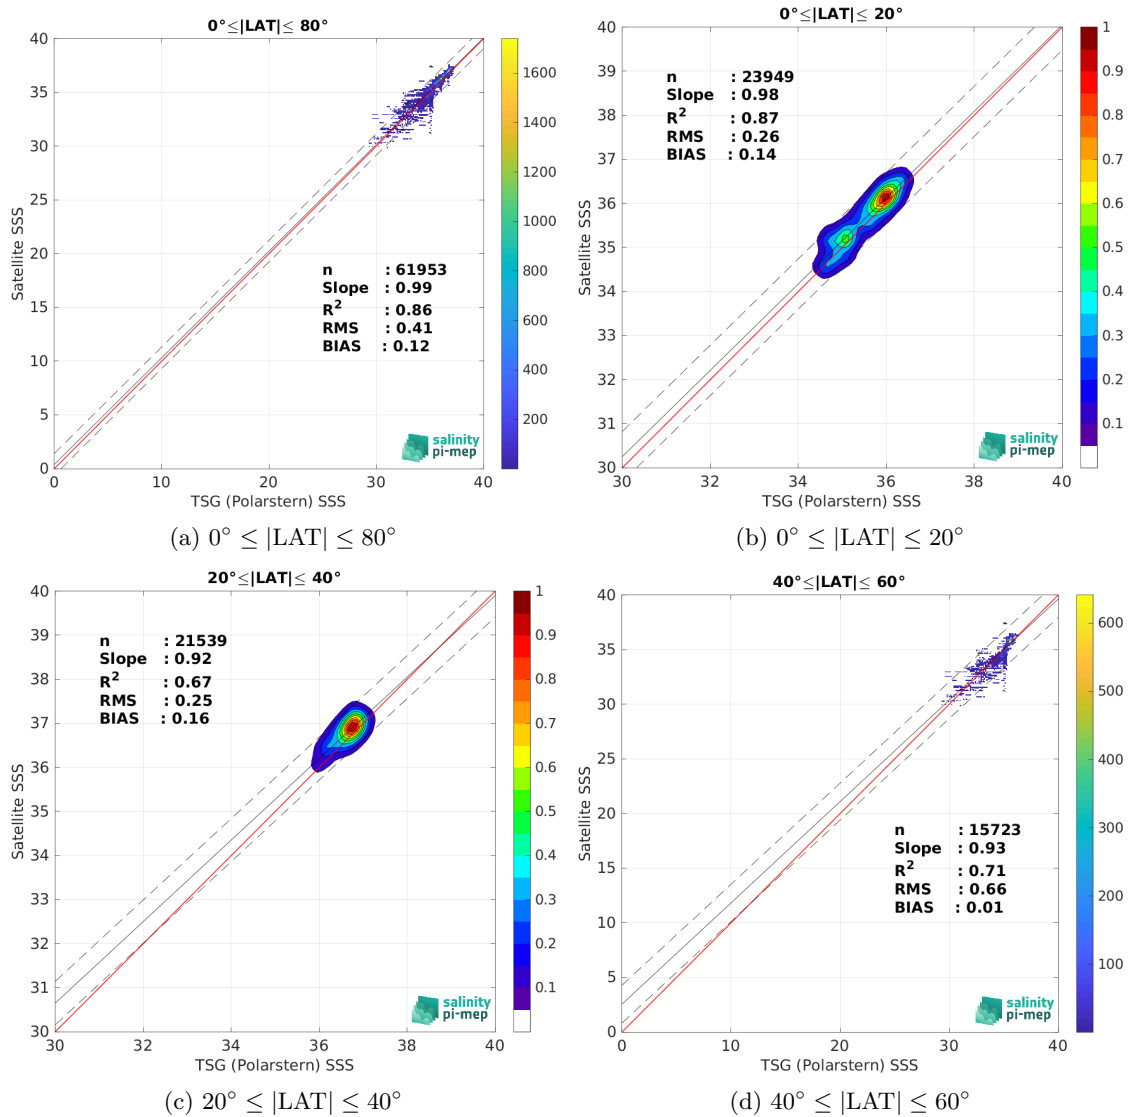 0°≤|LAT|≤ 80°
40
35
30
25
20
15
10
5
0
0
10
20
30
40
Satellite SSS
TSG (Polarstern) SSS
n : 61953
Slope : 0.99
R² : 0.86
RMS : 0.41
BIAS : 0.12
salinity
pi-mep
1600
1400
1200
1000
800
600
400
200
(a) 0° ≤ |LAT| ≤ 80°
0°≤|LAT|≤ 20°
40
39
38
37
36
35
34
33
32
31
30
30
32
34
36
38
40
Satellite SSS
TSG (Polarstern) SSS
n : 23949
Slope : 0.98
R² : 0.87
RMS : 0.26
BIAS : 0.14
salinity
pi-mep
1
0.9
0.8
0.7
0.6
0.5
0.4
0.3
0.2
0.1
(b) 0° ≤ |LAT| ≤ 20°
20°≤|LAT|≤ 40°
40
39
38
37
36
35
34
33
32
31
30
30
32
34
36
38
40
Satellite SSS
TSG (Polarstern) SSS
n : 21539
Slope : 0.92
R² : 0.67
RMS : 0.25
BIAS : 0.16
salinity
pi-mep
1
0.9
0.8
0.7
0.6
0.5
0.4
0.3
0.2
0.1
(c) 20° ≤ |LAT| ≤ 40°
40°≤|LAT|≤ 60°
40
35
30
25
20
15
10
5
0
0
10
20
30
40
Satellite SSS
TSG (Polarstern) SSS
n : 15723
Slope : 0.93
R² : 0.71
RMS : 0.66
BIAS : 0.01
salinity
pi-mep
600
500
400
300
200
100
(d) 40° ≤ |LAT| ≤ 60°